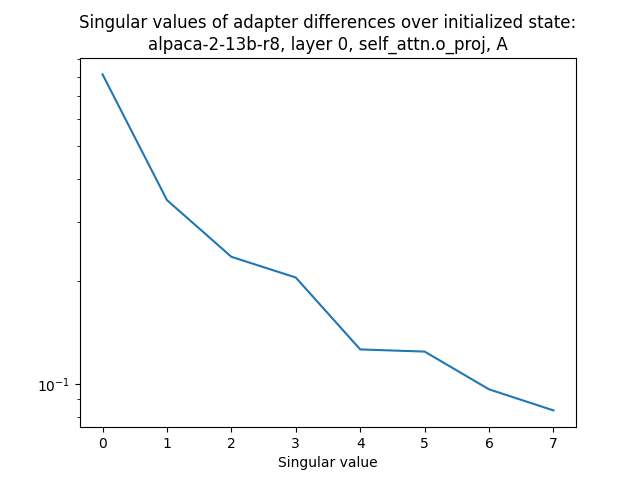 Singular values of adapter differences over initialized state:
alpaca-2-13b-r8, layer 0, self_attn.o_proj, A
10⁻¹
0 1 2 3 4 5 6 7
Singular value